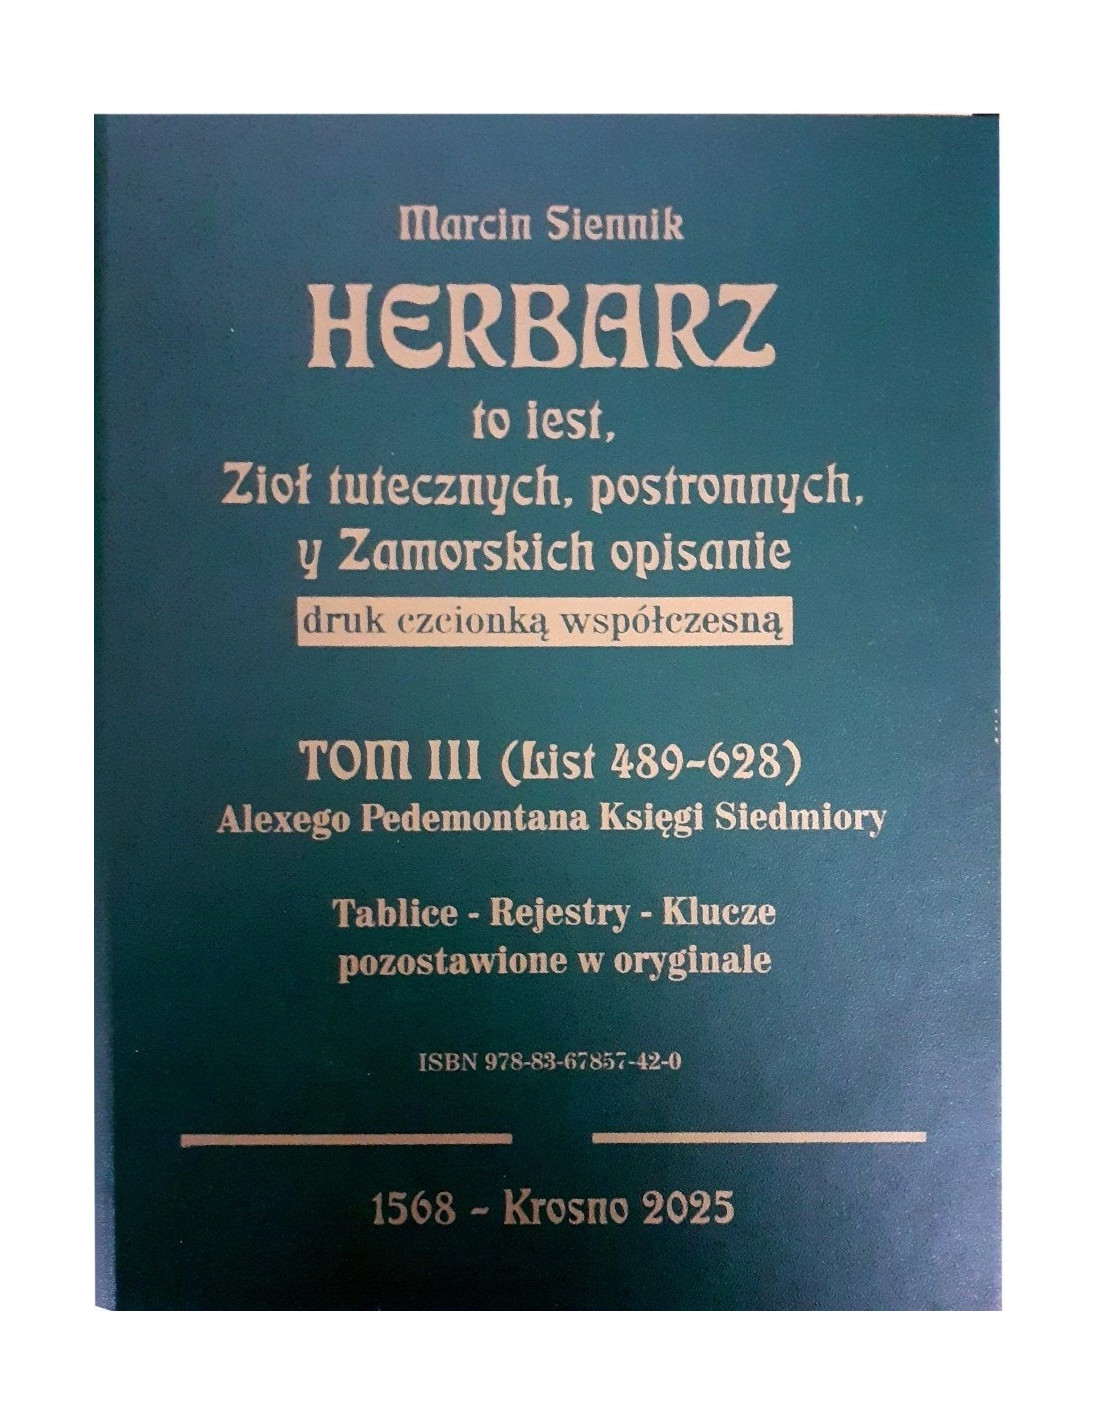 Marcin Siennik
HERBARZ
to iest,
Zioł tutecznych, postronnych,
y Zamorskich opisanie
druk czcionką współczesną
TOM III (List 489-628)
Alexego Pedemontana Księgi Siedmiory
Tablice - Rejestry - Klucze
pozostawione w oryginale
ISBN 978-83-67857-42-0
1568 - Krosno 2025